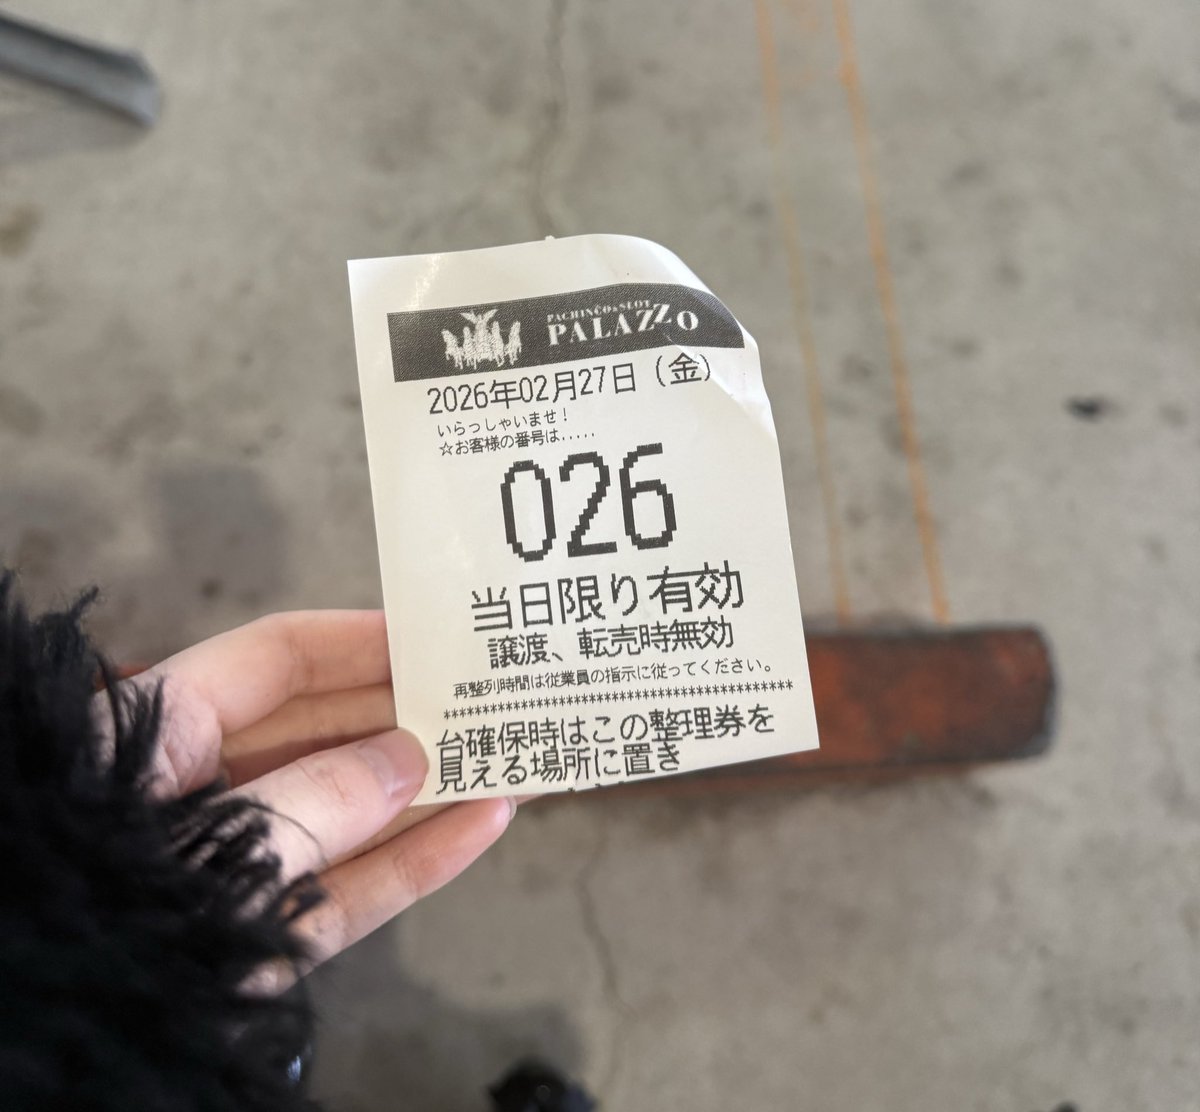 PACHINCO&SLOT
PALAZZO
2026年02月27日（金）
いらっしゃいませ！
☆お客様の番号は.....
026
当日限り有効
譲渡、転売時無効
再整列時間は従業員の指示に従ってください。
****************************************
台確保時はこの整理券を
見える場所に置き